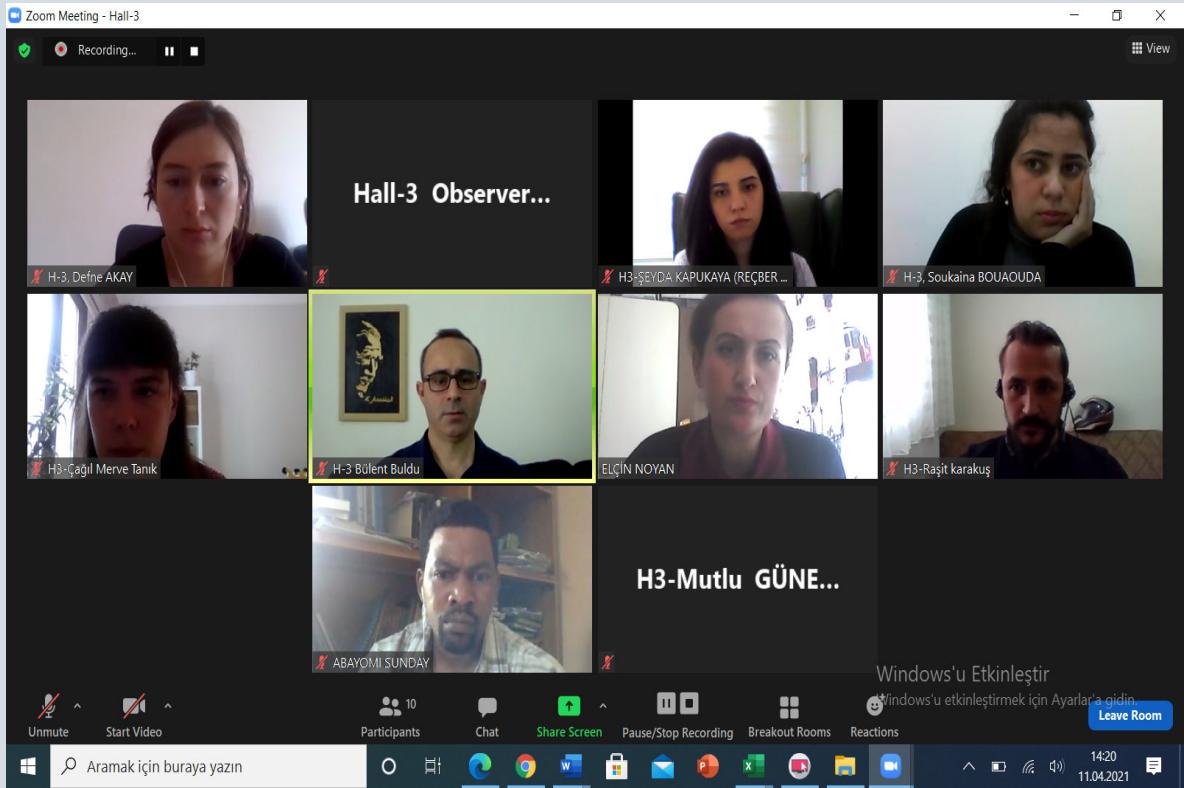 Zoom Meeting - Hall-3
Recording...
View
H-3, Defne AKAY
Hall-3 Observer...
H3-ŞEYDA KAPUKAYA (REÇBER ...
H-3, Soukaina BOUAOUDA
H3-Çağıl Merve Tanık
H-3 Bülent Buldu
ELÇİN NOYAN
H3-Raşit karakuş
ABAYOMI SUNDAY
H3-Mutlu GÜNE...
Windows'u Etkinleştir
Windows'u etkinleştirmek için Ayarlar'a gidin.
Unmute
Start Video
10
Participants
Chat
Share Screen
Pause/Stop Recording
Breakout Rooms
Reactions
Leave Room
Aramak için buraya yazın
14:20
11.04.2021